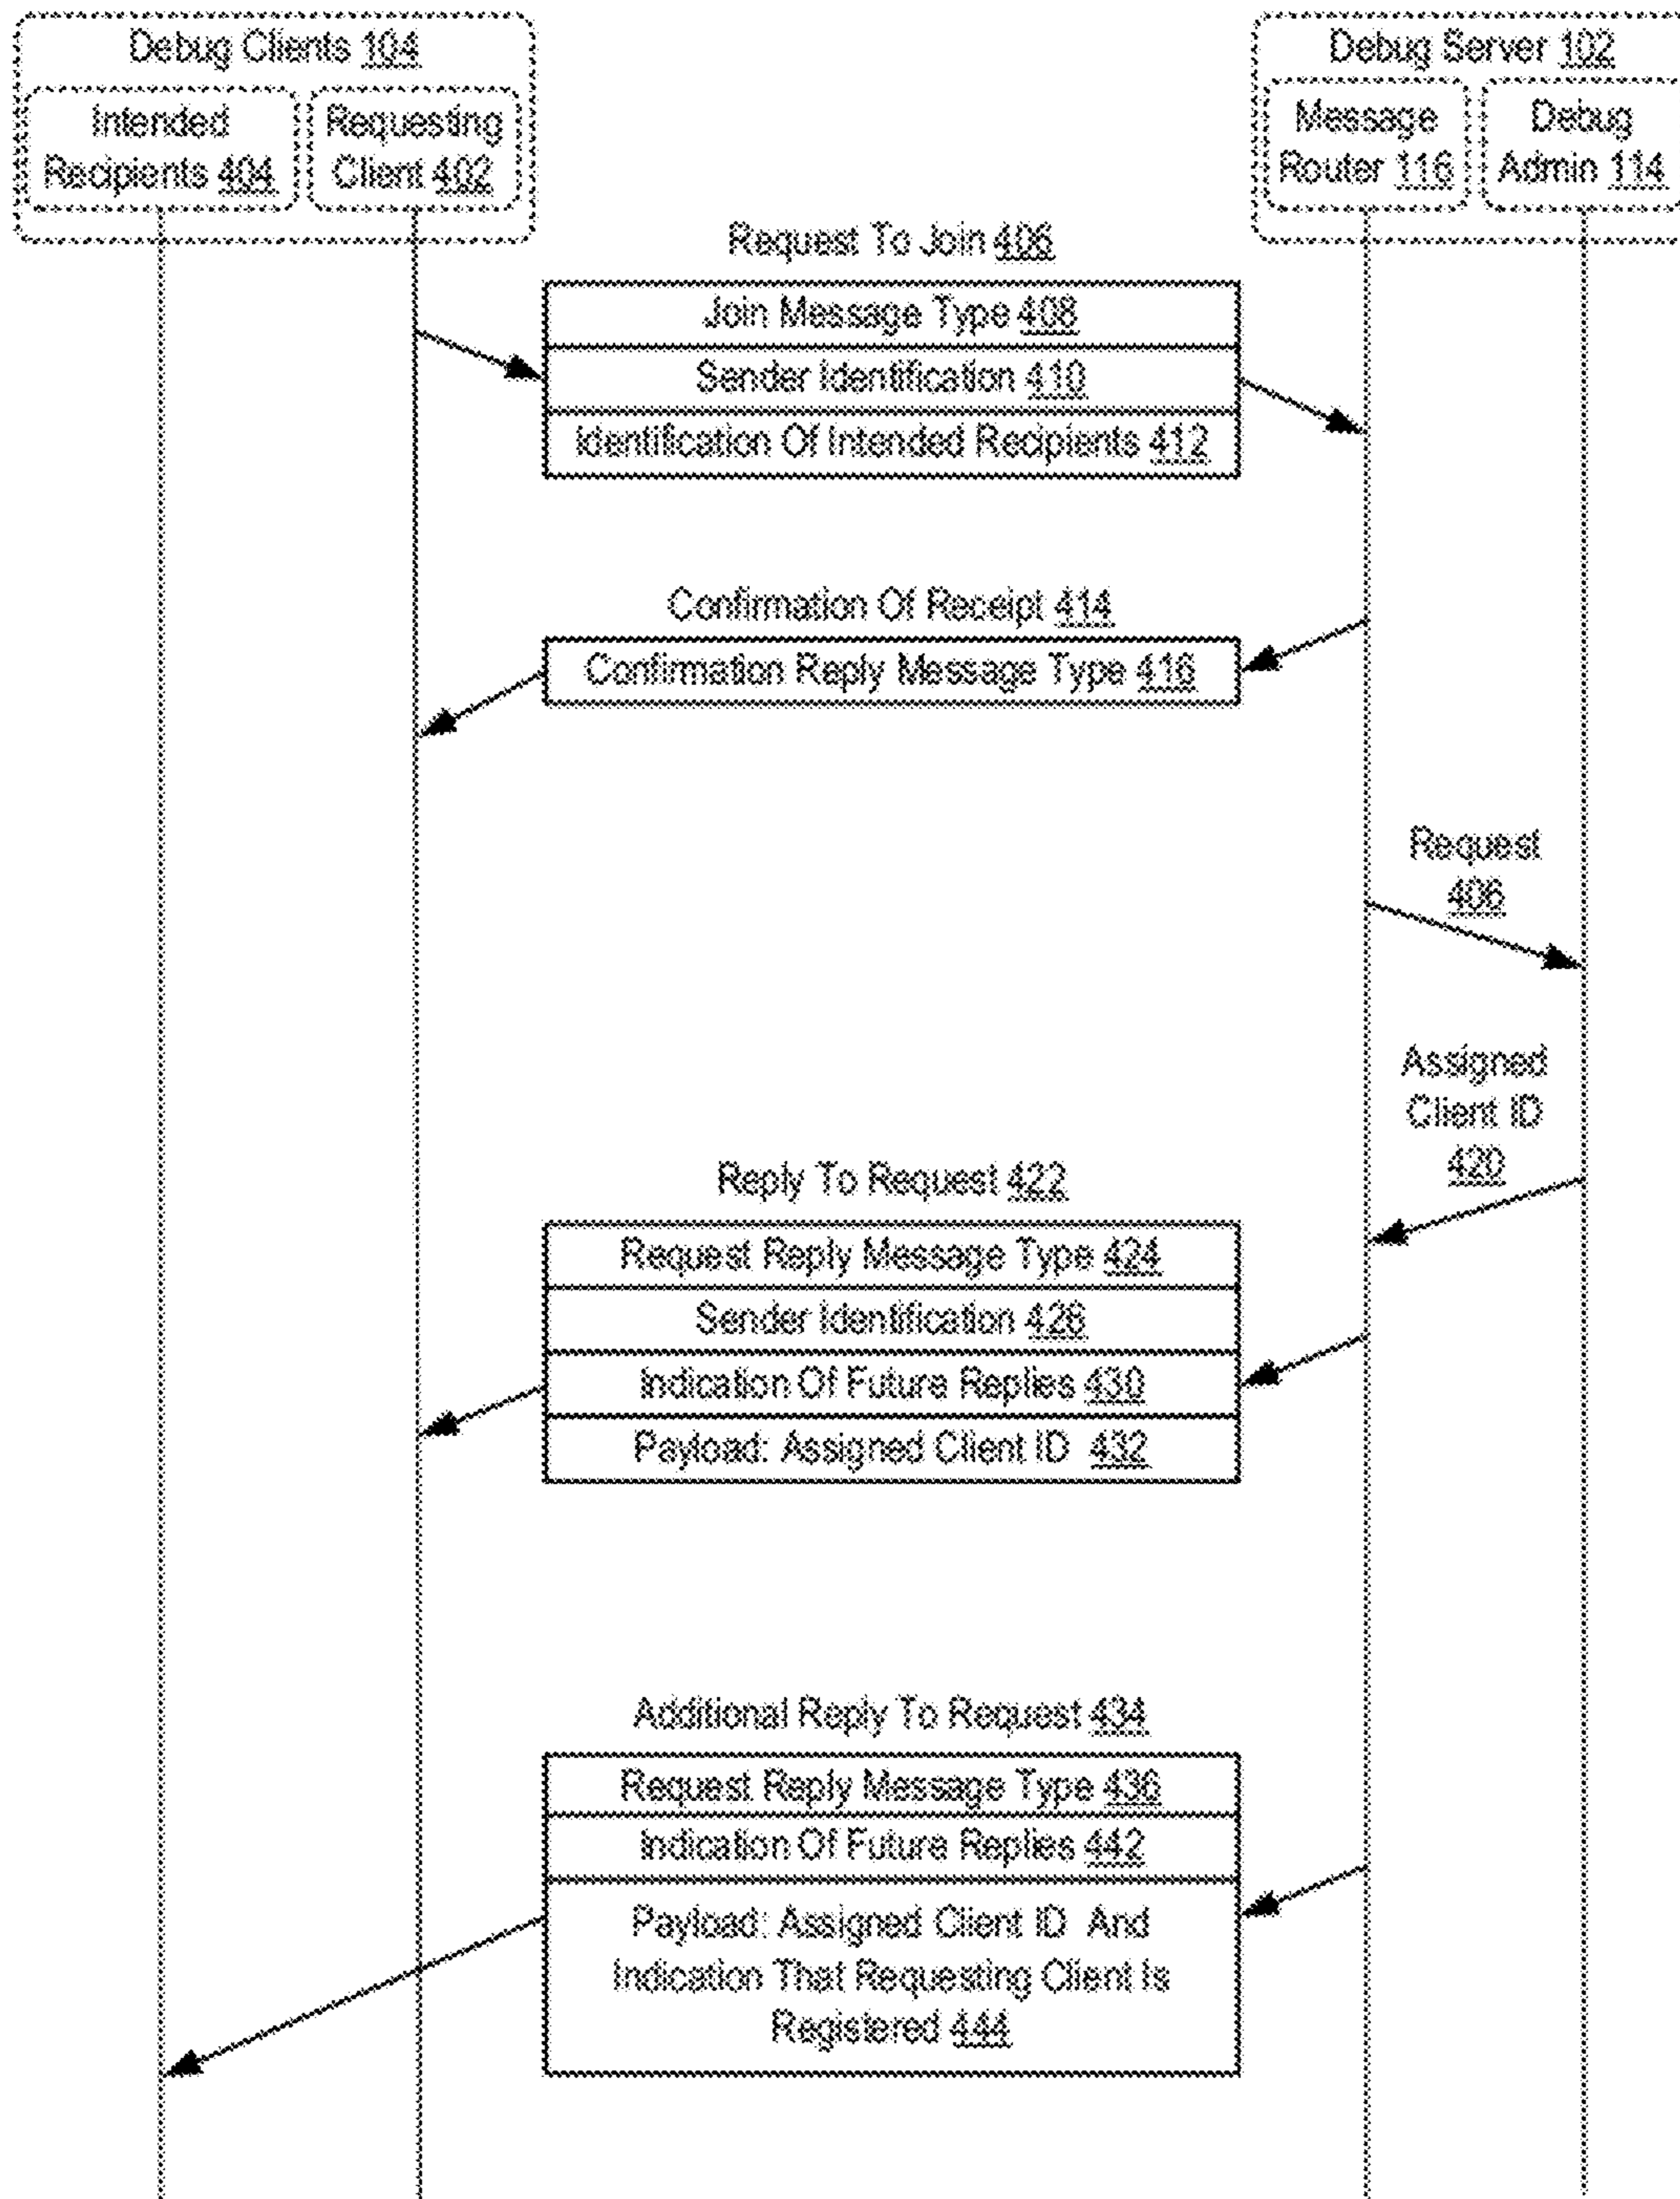 Debug Clients 104
Intended
Recipients 404
Requesting
Client 402
Debug Server 102
Message
Router 116
Debug
Admin 114
Request To Join 406
Join Message Type 408
Sender Identification 410
Identification Of Intended Recipients 412
Confirmation Of Receipt 414
Confirmation Reply Message Type 416
Request
406
Assigned
Client ID
420
Reply To Request 422
Request Reply Message Type 424
Sender Identification 426
Indication Of Future Replies 430
Payload: Assigned Client ID 432
Additional Reply To Request 434
Request Reply Message Type 436
Indication Of Future Replies 442
Payload: Assigned Client ID And
Indication That Requesting Client Is
Registered 444